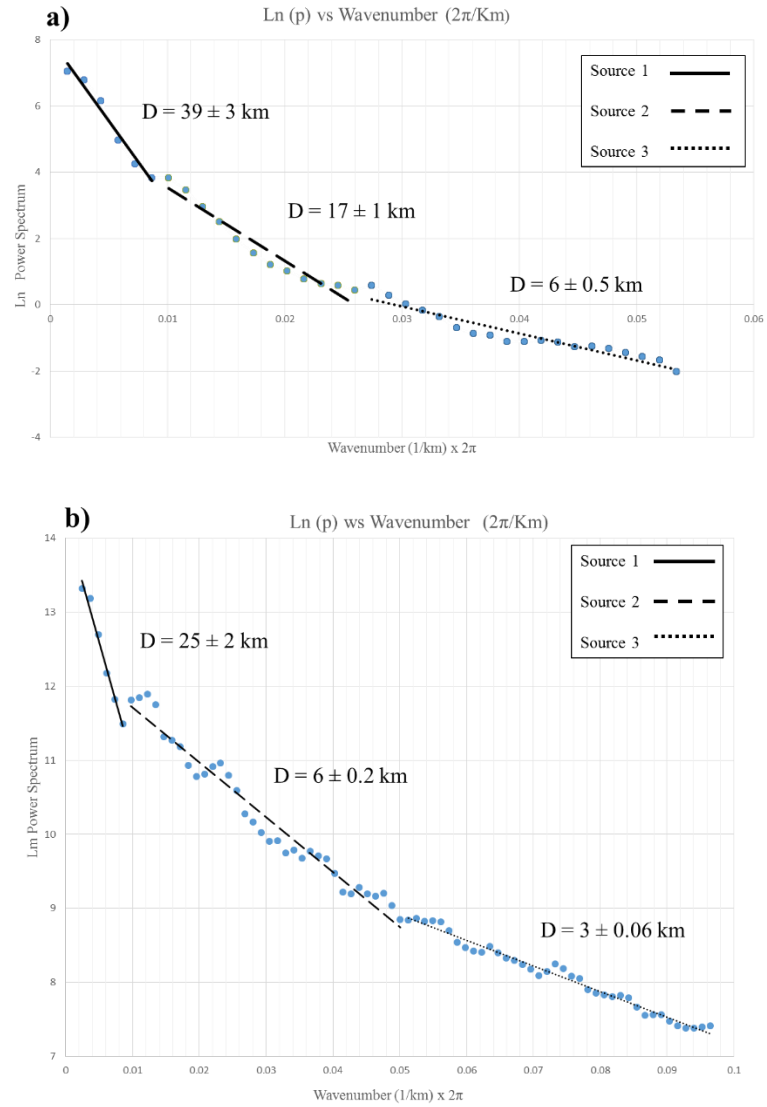 a)
Ln (p) vs Wavenumber (2π/Km)
8
6
4
2
0
-2
-4
Ln Power Spectrum
0
0.01
0.02
0.03
0.04
0.05
0.06
Wavenumber (1/km) x 2π
Source 1
Source 2
Source 3
D = 39 ± 3 km
D = 17 ± 1 km
D = 6 ± 0.5 km
b)
Ln (p) ws Wavenumber (2π/Km)
14
13
12
11
10
9
8
7
Lm Power Spectrum
0
0.01
0.02
0.03
0.04
0.05
0.06
0.07
0.08
0.09
0.1
Wavenumber (1/km) x 2π
Source 1
Source 2
Source 3
D = 25 ± 2 km
D = 6 ± 0.2 km
D = 3 ± 0.06 km